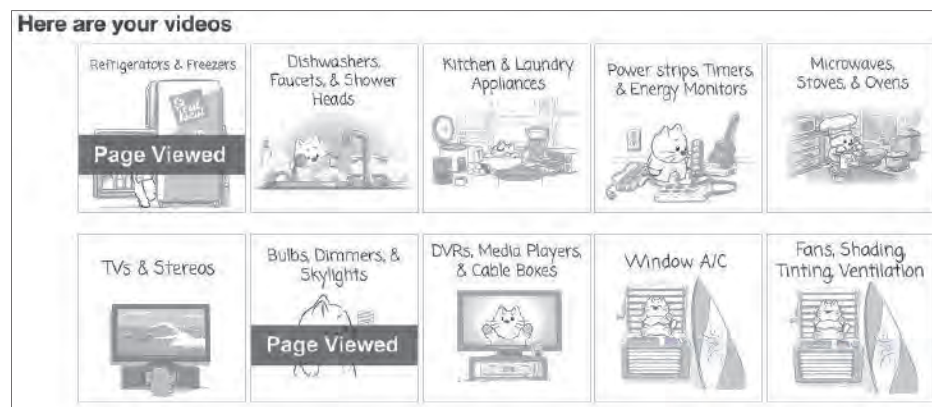 Here are your videos
Refrigerators & Freezers
Page Viewed
Dishwashers,
Faucets, & Shower
Heads
Kitchen & Laundry
Appliances
Power strips, Timers,
& Energy Monitors
Microwaves,
Stoves, & Ovens
TVs & Stereos
Bulbs, Dimmers, &
Skylights
Page Viewed
DVRs, Media Players,
& Cable Boxes
Window A/C
Fans, Shading,
Tinting, Ventilation